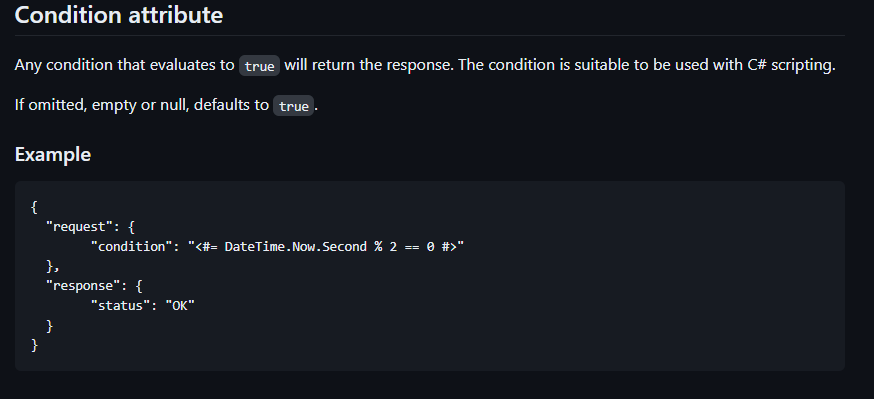 Condition attribute
Any condition that evaluates to true will return the response. The condition is suitable to be used with C# scripting.
If omitted, empty or null, defaults to true.
Example
{
  "request": {
        "condition": "<#= DateTime.Now.Second % 2 == 0 #>"
  },
  "response": {
        "status": "OK"
  }
}